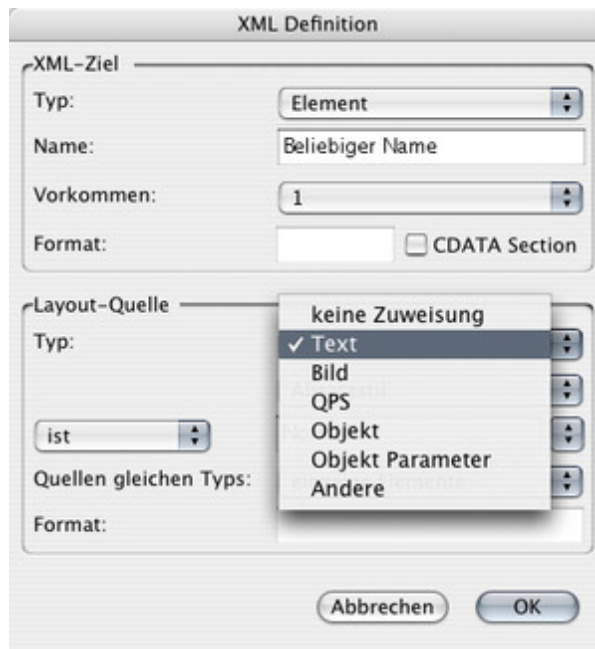 XML Definition
XML-Ziel
Typ: Element
Name: Beliebiger Name
Vorkommen: 1
Format: CDATA Section
Layout-Quelle
Typ:
keine Zuweisung
✓ Text
Bild
QPS
Objekt
Objekt Parameter
Andere
ist
Quellen gleichen Typs:
Format:
Abbrechen OK